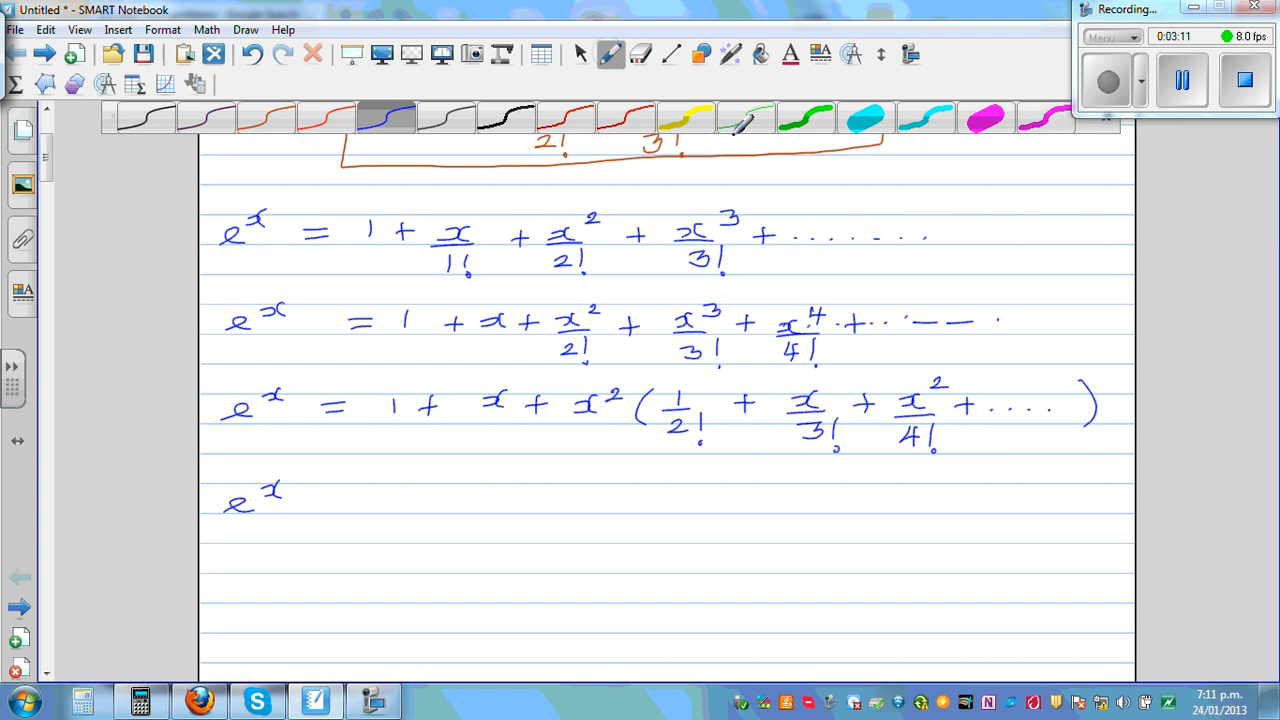 Untitled * - SMART Notebook
Recording...
File Edit View Insert Format Math Draw Help
Menu 0:03:11 8.0 fps
2! 3!
e^x = 1 + x/1! + x^2/2! + x^3/3! + .......
e^x = 1 + x + x^2/2! + x^3/3! + x^4/4! + ... -- .
e^x = 1 + x + x^2 (1/2! + x/3! + x^2/4! + ....)
e^x
7:11 p.m.
24/01/2013